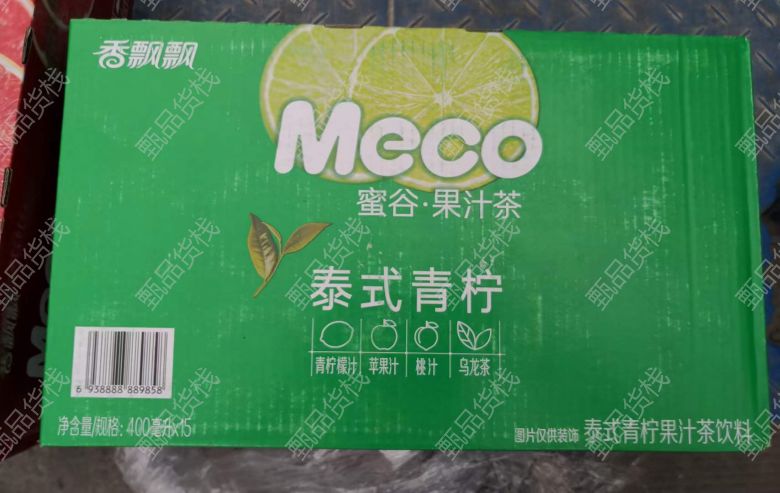 香飘飘
Meco
蜜谷·果汁茶
泰式青柠
青柠檬汁 苹果汁 桃汁 乌龙茶
6 938888 889858
净含量/规格: 400毫升x15
图片仅供装饰 泰式青柠果汁茶饮料
甄品货栈